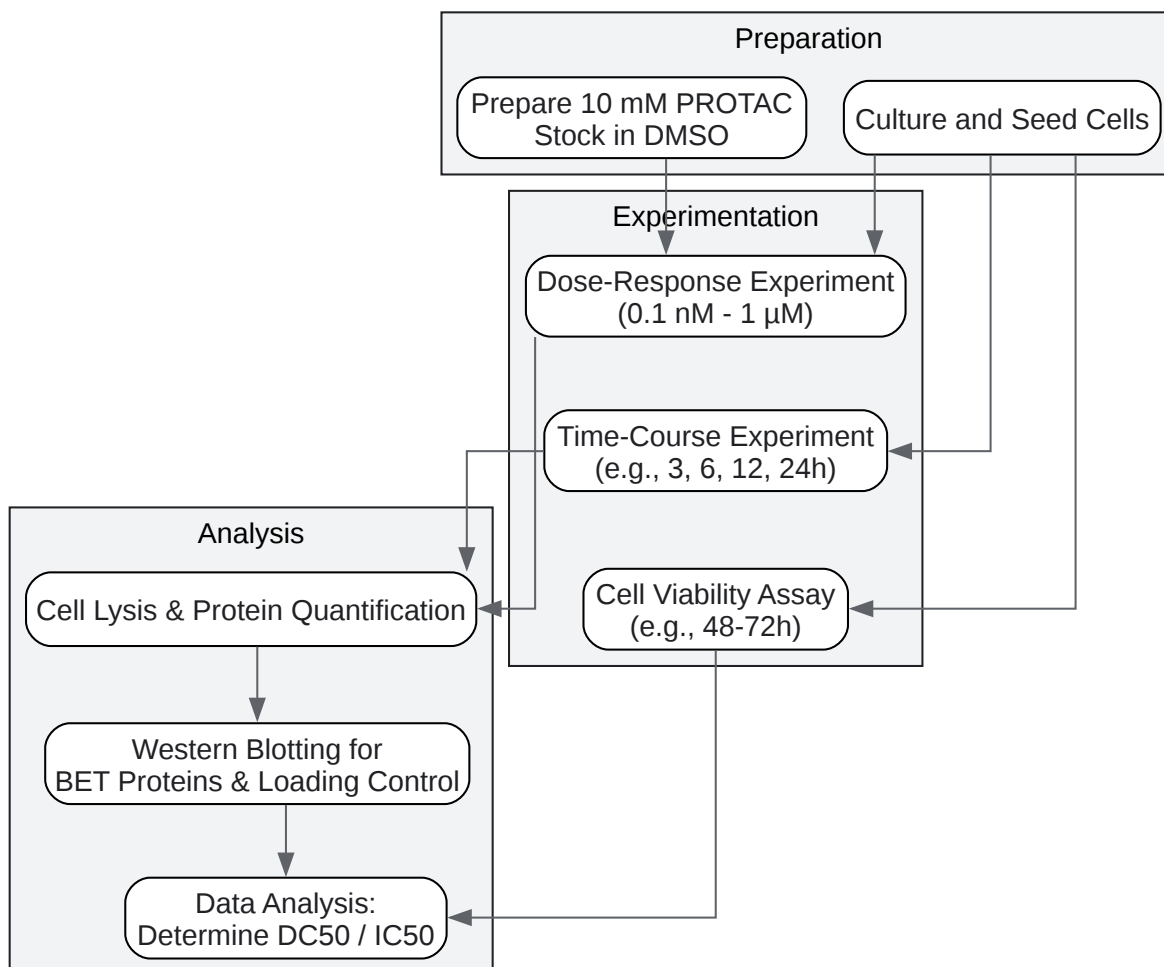 Preparation
Prepare 10 mM PROTAC
Stock in DMSO
Culture and Seed Cells
Experimentation
Dose-Response Experiment
(0.1 nM - 1 µM)
Time-Course Experiment
(e.g., 3, 6, 12, 24h)
Cell Viability Assay
(e.g., 48-72h)
Analysis
Cell Lysis & Protein Quantification
Western Blotting for
BET Proteins & Loading Control
Data Analysis:
Determine DC50 / IC50